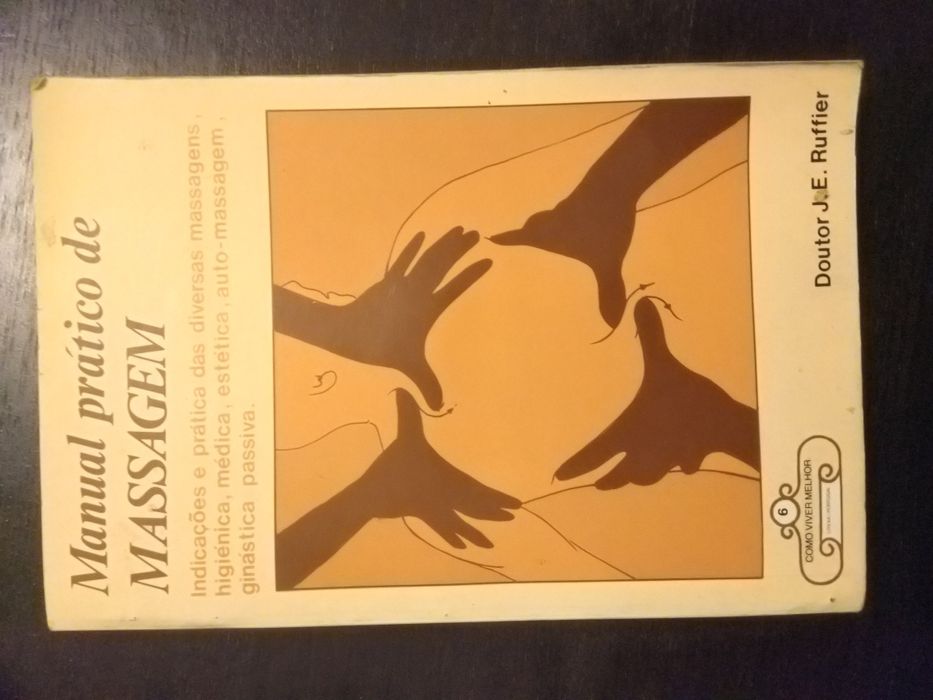 Manual prático de
MASSAGEM
Indicações e prática das diversas massagens,
higiénica, médica, estética, auto-massagem,
ginástica passiva.
Doutor J.E. Ruffier
6
COMO VIVER MELHOR